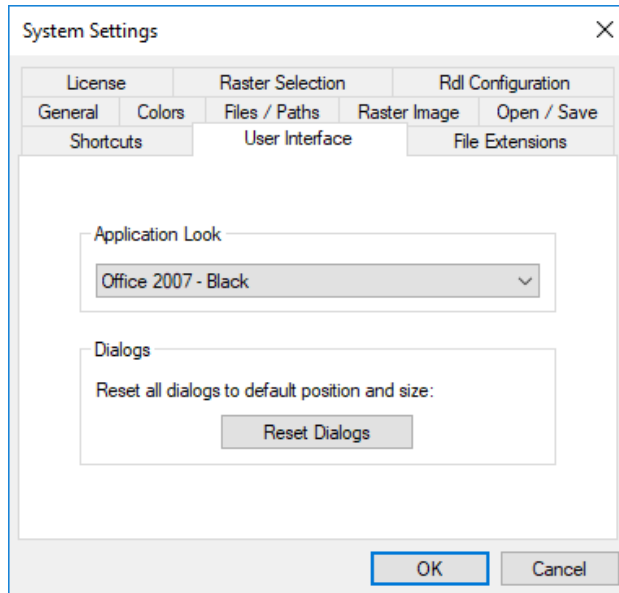 System Settings
License Raster Selection Rdl Configuration
General Colors Files / Paths Raster Image Open / Save
Shortcuts User Interface File Extensions
Application Look
Office 2007 - Black
Dialogs
Reset all dialogs to default position and size:
Reset Dialogs
OK Cancel